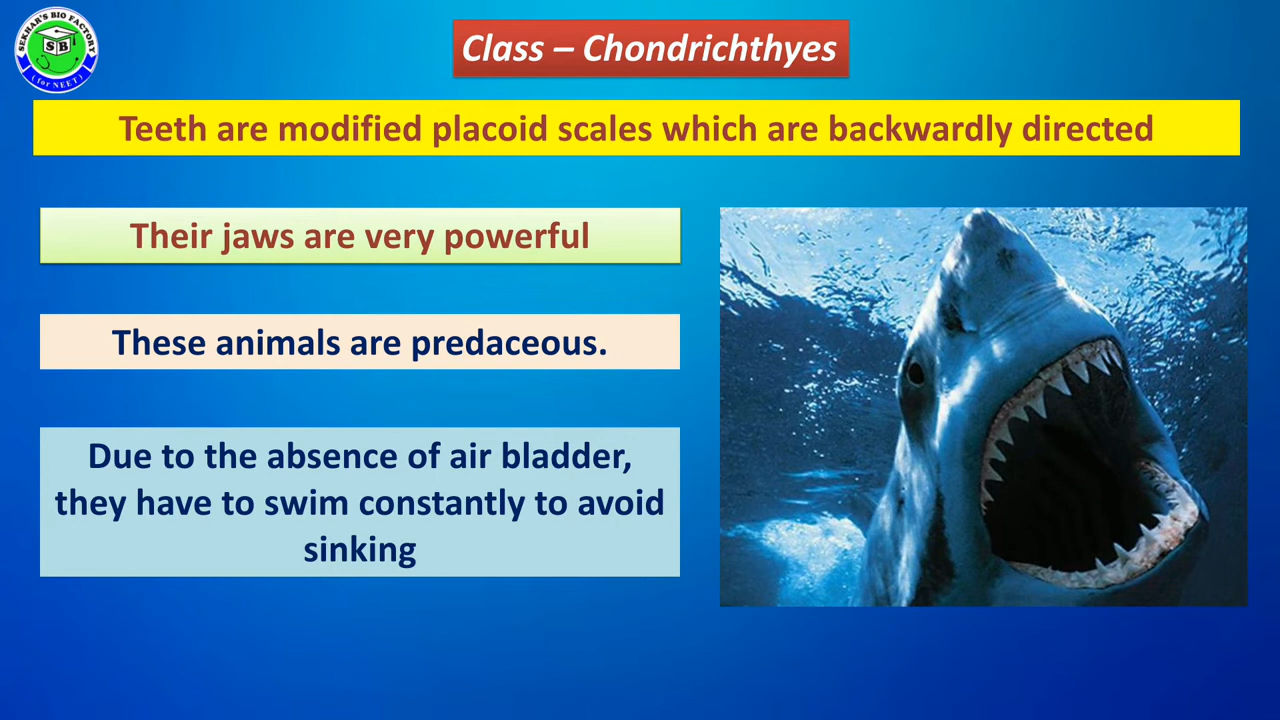 SEKHAR'S BIO FACTORY
S B
( for NEET )
Class – Chondrichthyes
Teeth are modified placoid scales which are backwardly directed
Their jaws are very powerful
These animals are predaceous.
Due to the absence of air bladder,
they have to swim constantly to avoid
sinking